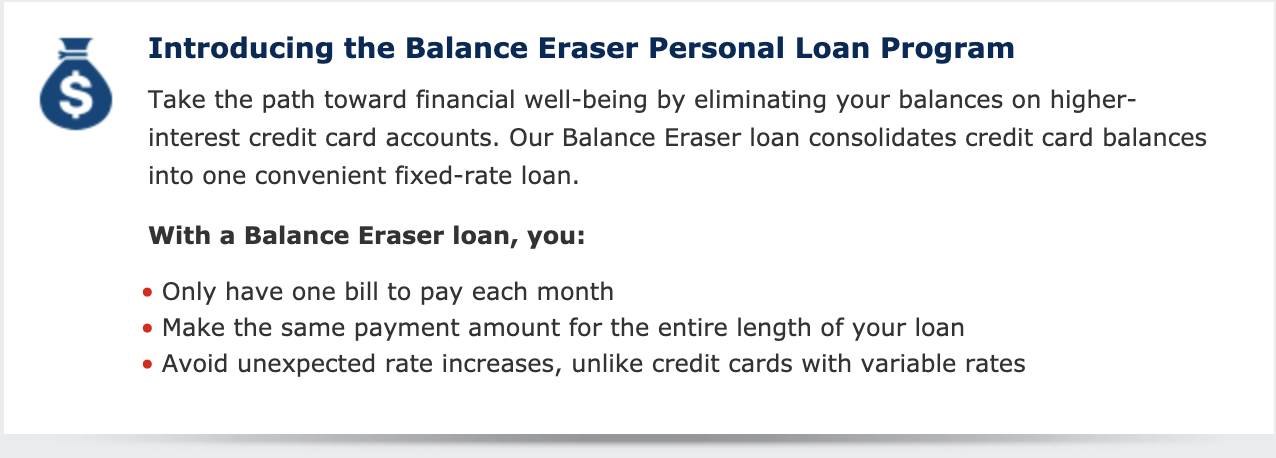 Introducing the Balance Eraser Personal Loan Program
Take the path toward financial well-being by eliminating your balances on higher-
interest credit card accounts. Our Balance Eraser loan consolidates credit card balances
into one convenient fixed-rate loan.
With a Balance Eraser loan, you:
• Only have one bill to pay each month
• Make the same payment amount for the entire length of your loan
• Avoid unexpected rate increases, unlike credit cards with variable rates
$